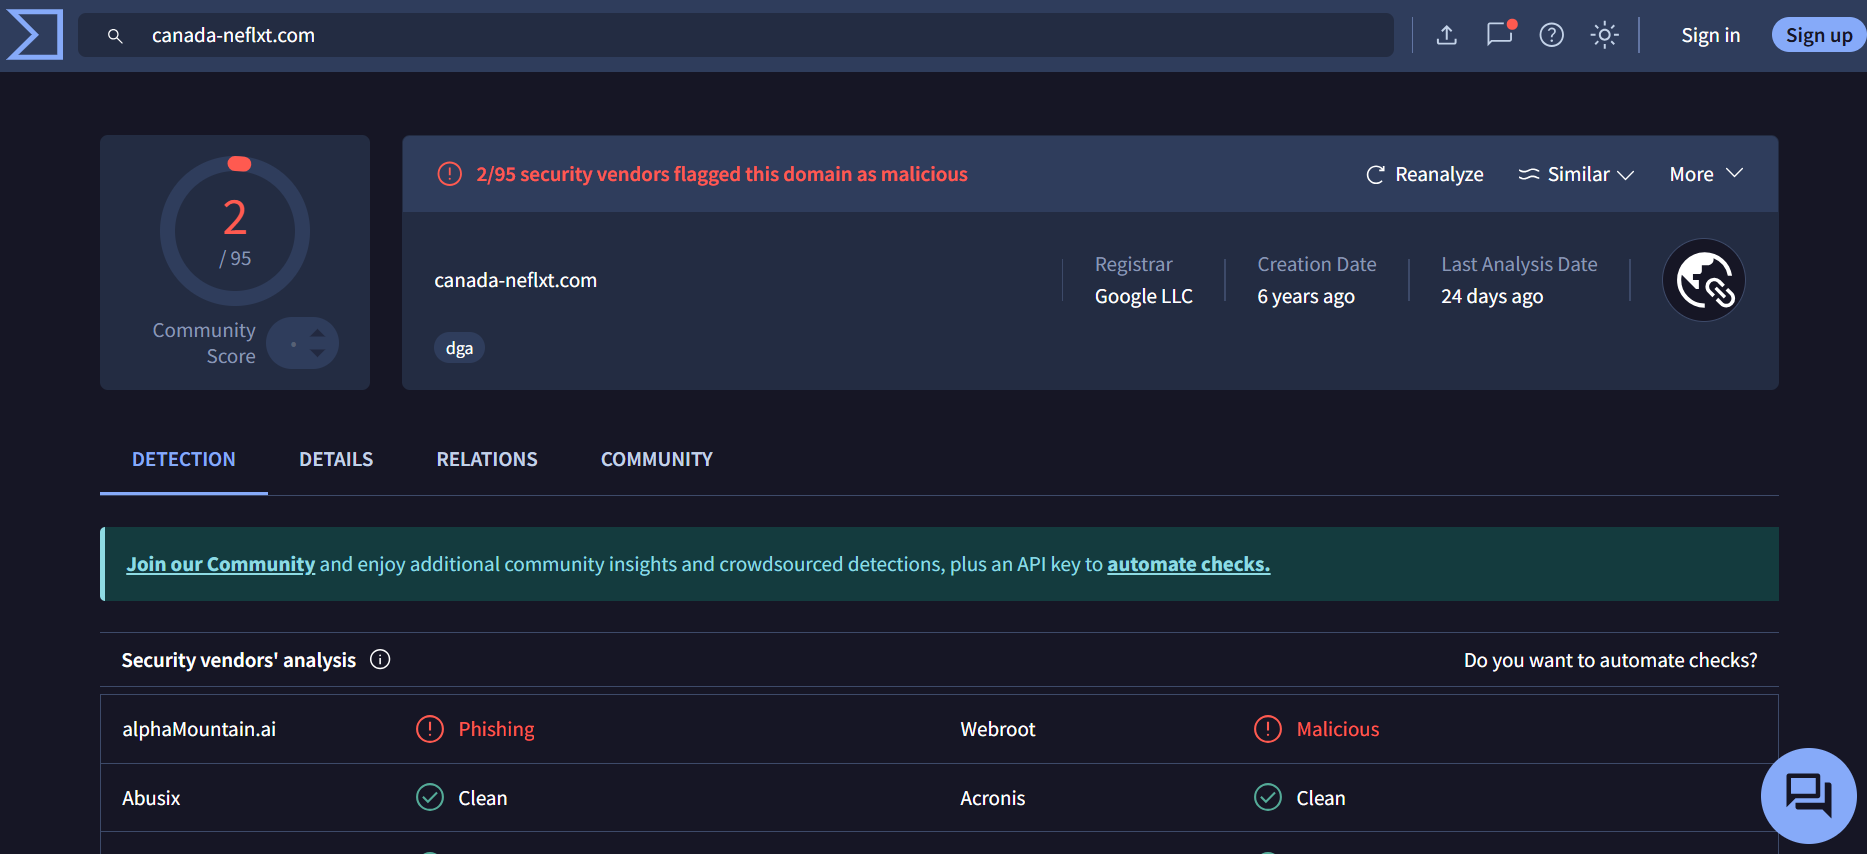 canada-neflxt.com
Sign in
Sign up
2
/ 95
Community
Score
2/95 security vendors flagged this domain as malicious
Reanalyze
Similar
More
canada-neflxt.com
dga
Registrar
Google LLC
Creation Date
6 years ago
Last Analysis Date
24 days ago
DETECTION
DETAILS
RELATIONS
COMMUNITY
Join our Community and enjoy additional community insights and crowdsourced detections, plus an API key to automate checks.
Security vendors' analysis
Do you want to automate checks?
alphaMountain.ai
Phishing
Webroot
Malicious
Abusix
Clean
Acronis
Clean